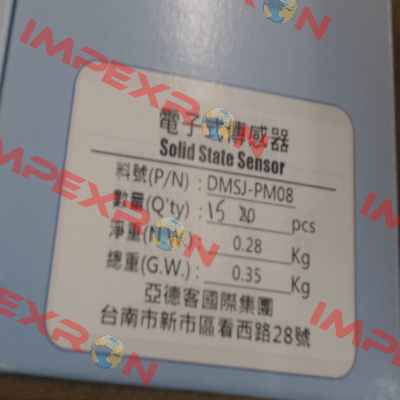 IMPEXRON
IMPEXRON
電子式傳感器
Solid State Sensor
料號(P/N) : DMSJ-PM08
數量(Q'ty) : 15 20 pcs
淨重(N.W.) : 0.28 Kg
總重(G.W.) : 0.35 Kg
亞德客國際集團
台南市新市區看西路28號
IMPEXRON
IMPEXRON